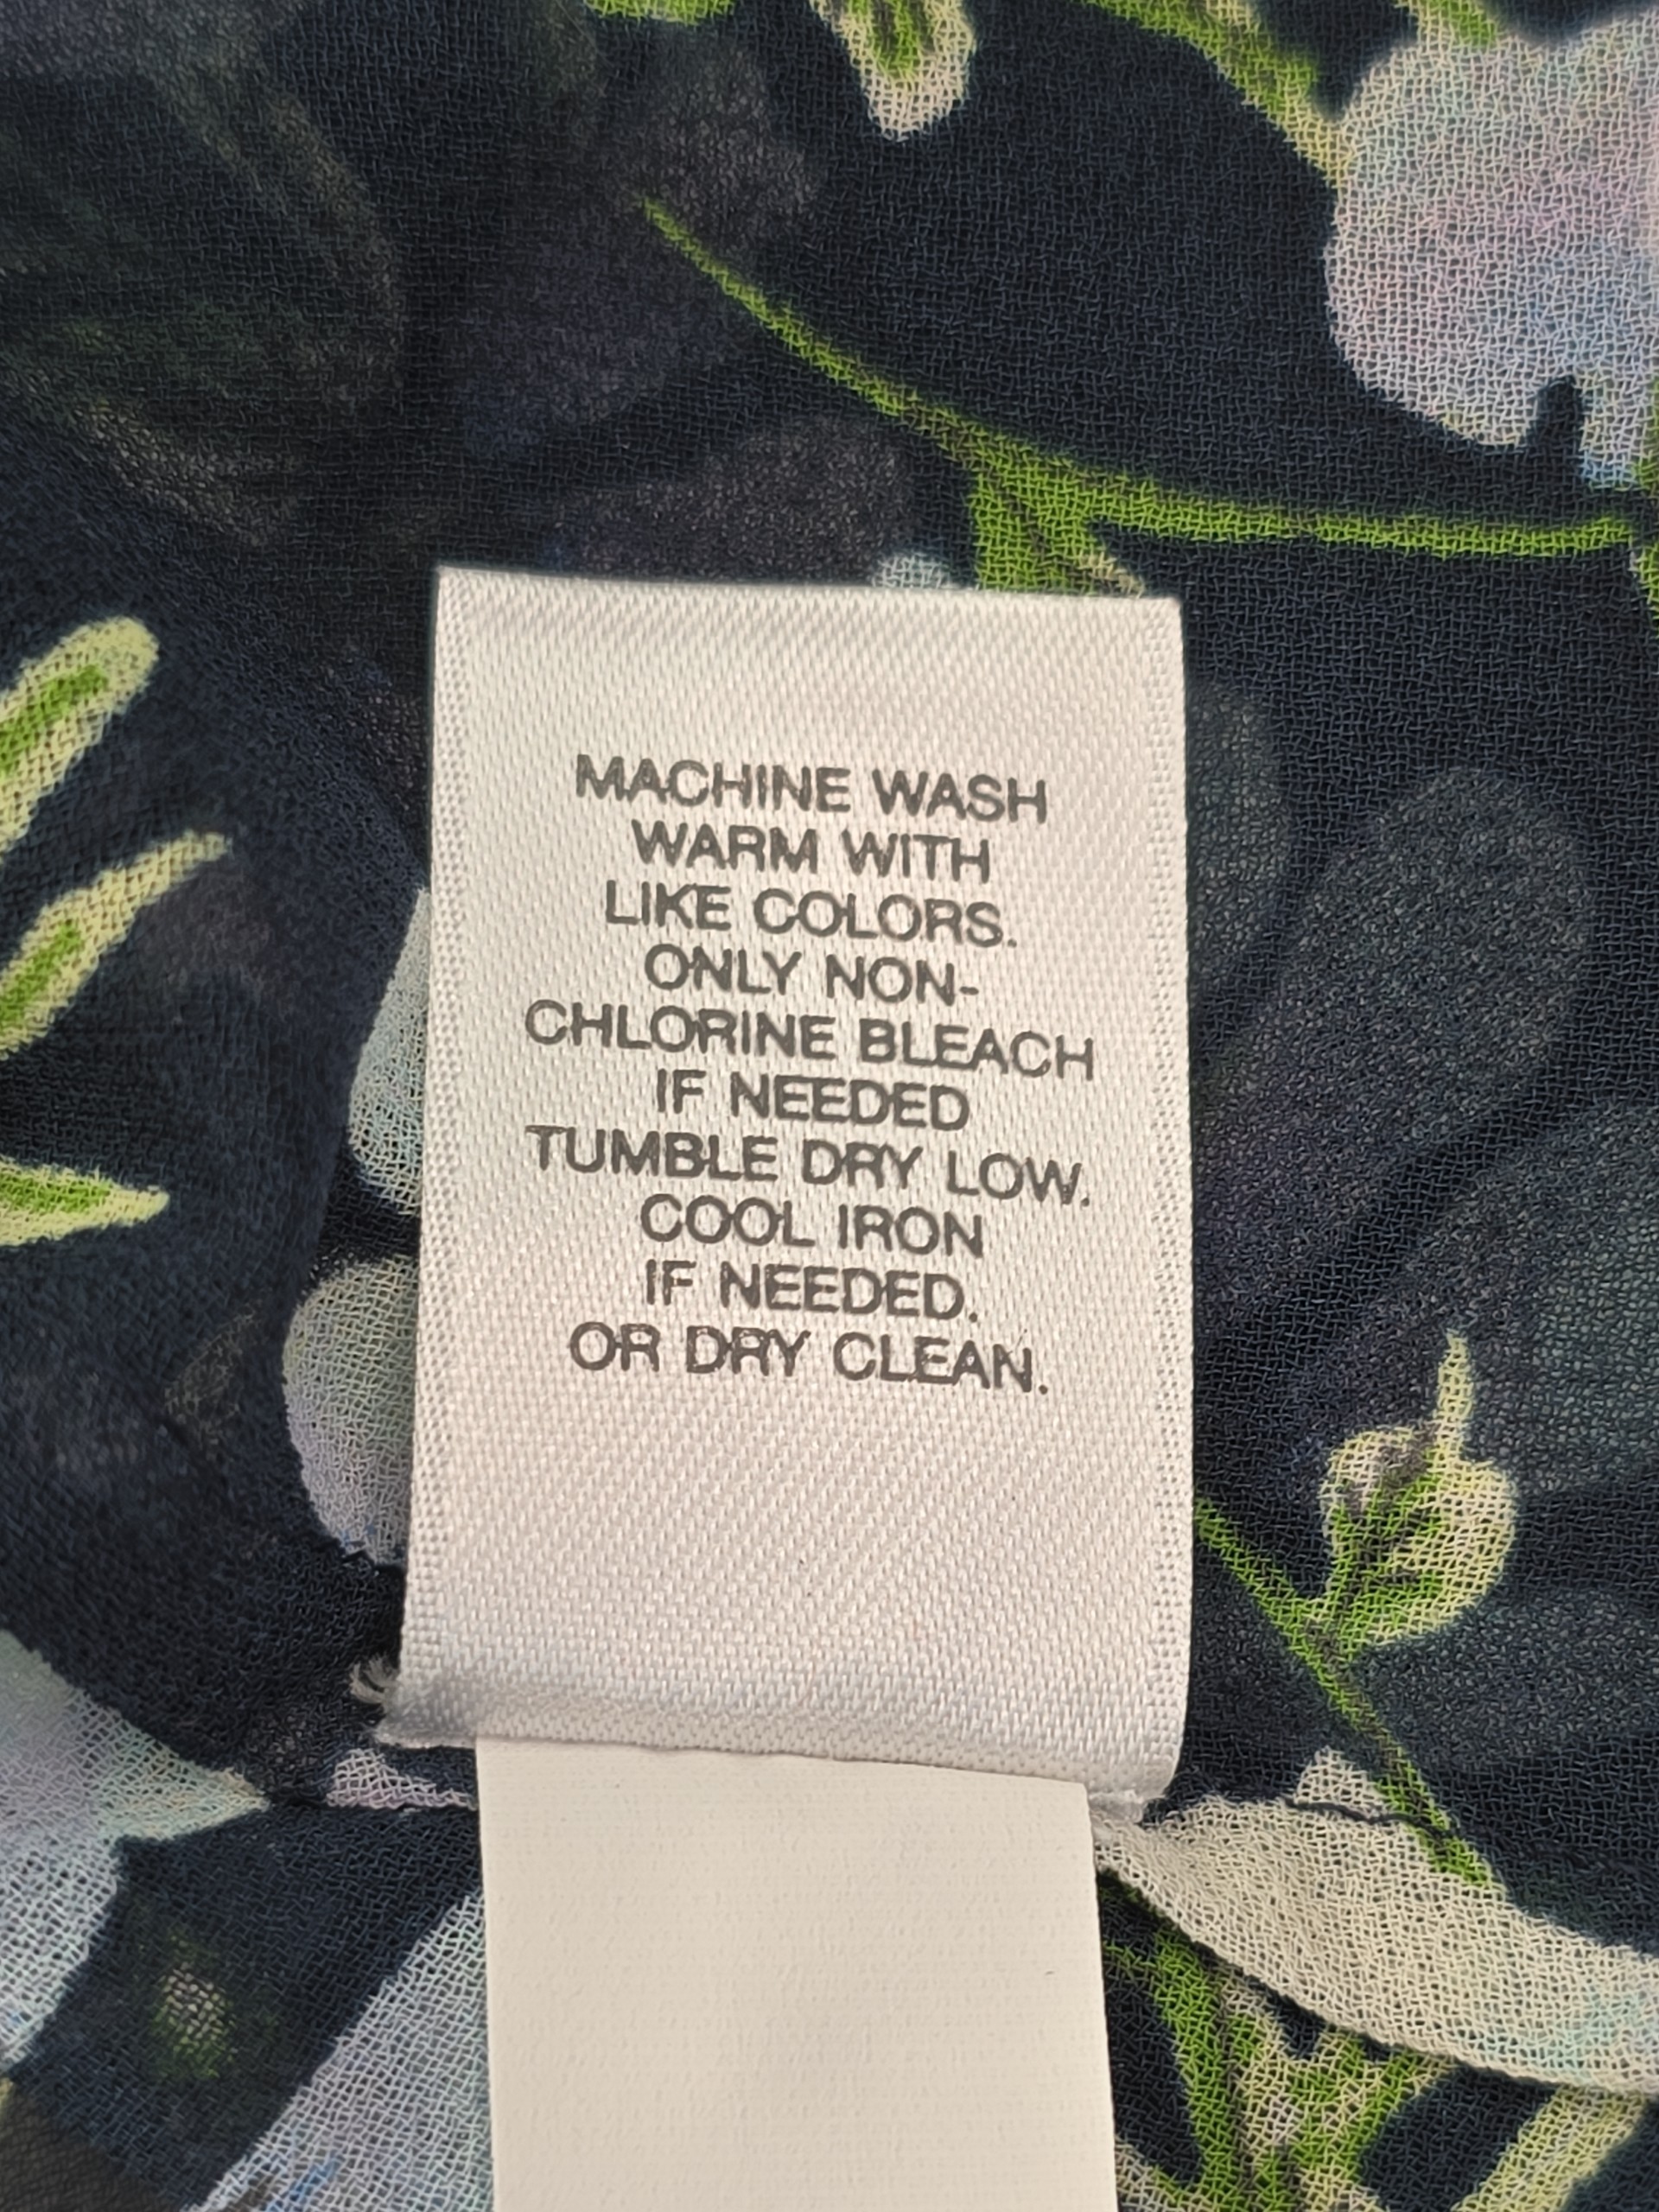 MACHINE WASH
WARM WITH
LIKE COLORS.
ONLY NON-
CHLORINE BLEACH
IF NEEDED
TUMBLE DRY LOW.
COOL IRON
IF NEEDED.
OR DRY CLEAN.